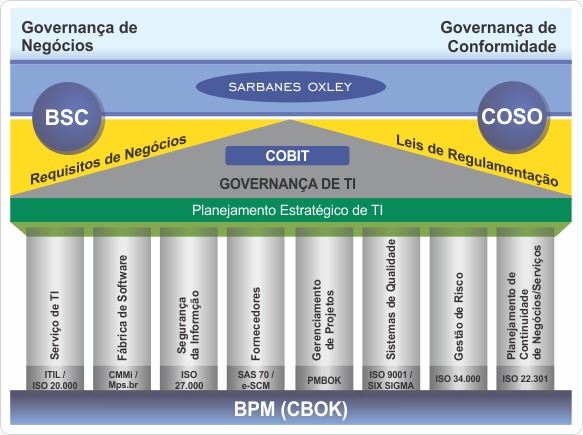 Governança de
Negócios
Governança de
Conformidade
SARBANES OXLEY
BSC
COSO
Requisitos de Negócios
Leis de Regulamentação
COBIT
GOVERNANÇA DE TI
Planejamento Estratégico de TI
Serviço de TI
Fábrica de Software
Segurança
da Informção
Fornecedores
Gerenciamento
de Projetos
Sistemas de Qualidade
Gestão de Risco
Planejamento de
Continuidade
de Negócios/Serviços
ITIL /
ISO 20.000
CMMi /
Mps.br
ISO
27.000
SAS 70 /
e-SCM
PMBOK
ISO 9001 /
SIX SIGMA
ISO 34.000
ISO 22.301
BPM (CBOK)